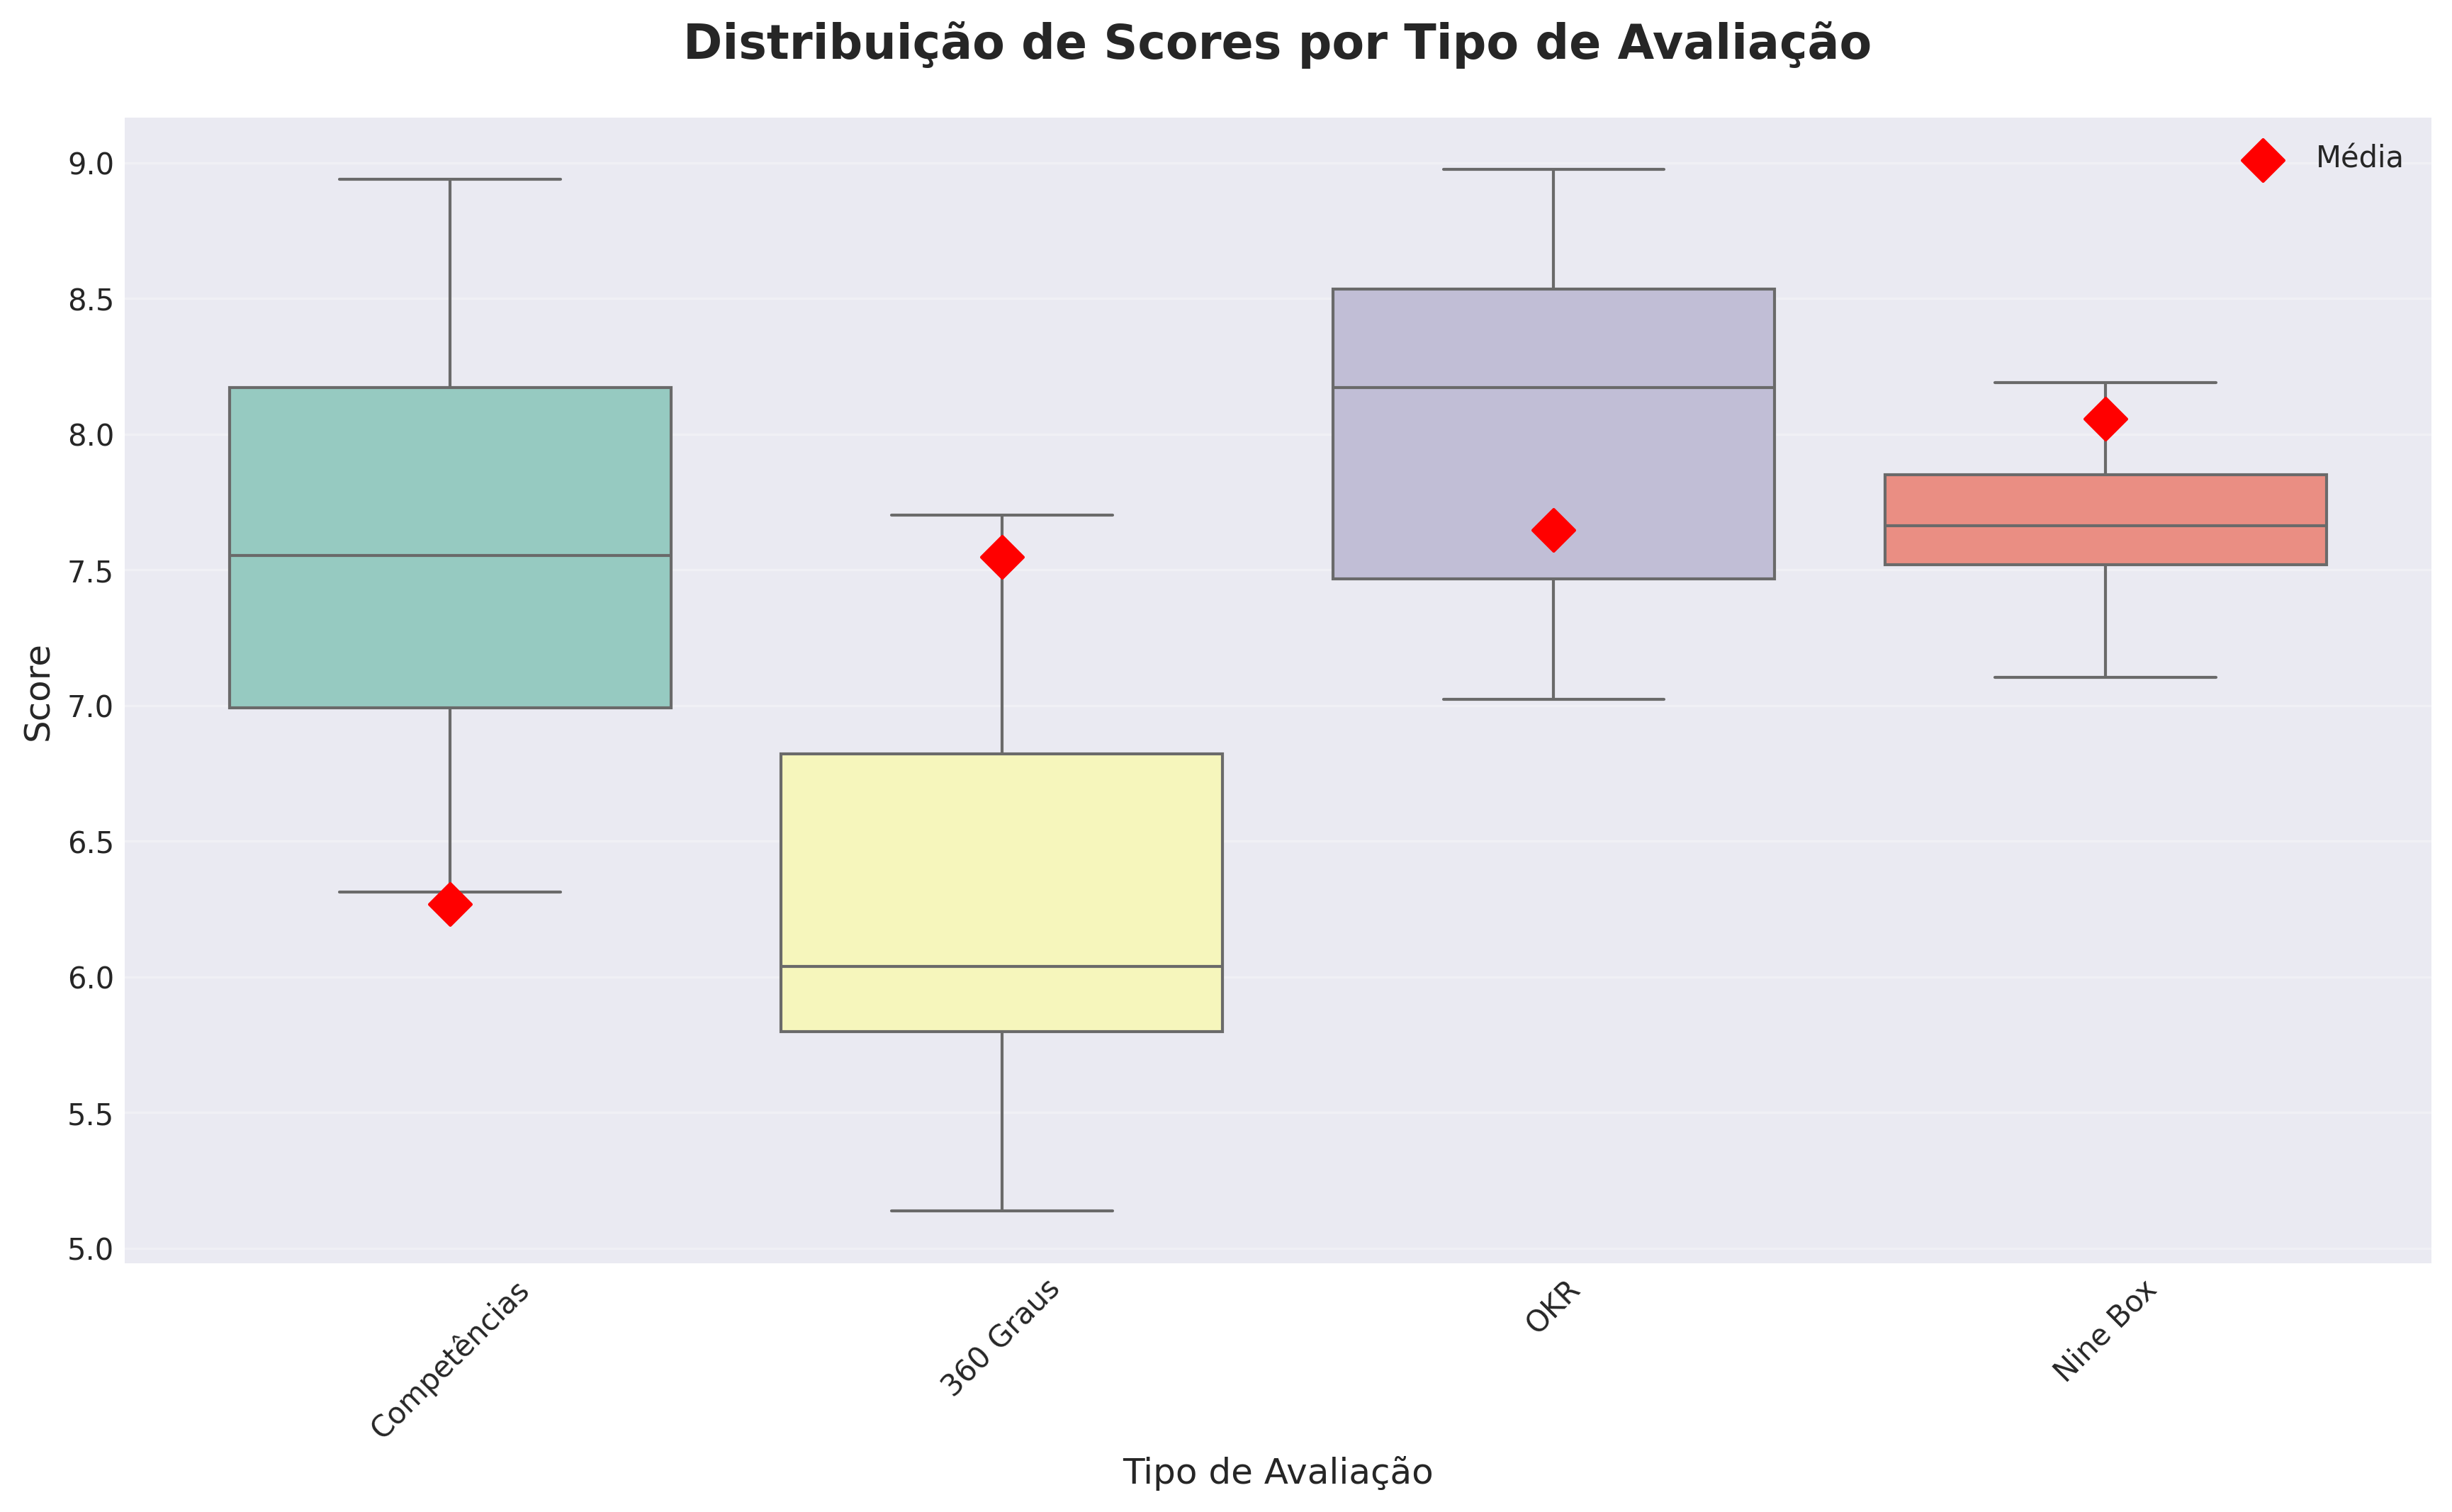 Distribuição de Scores por Tipo de Avaliação
Média
Score
9.0
8.5
8.0
7.5
7.0
6.5
6.0
5.5
5.0
Competências
360 Graus
OKR
Nine Box
Tipo de Avaliação